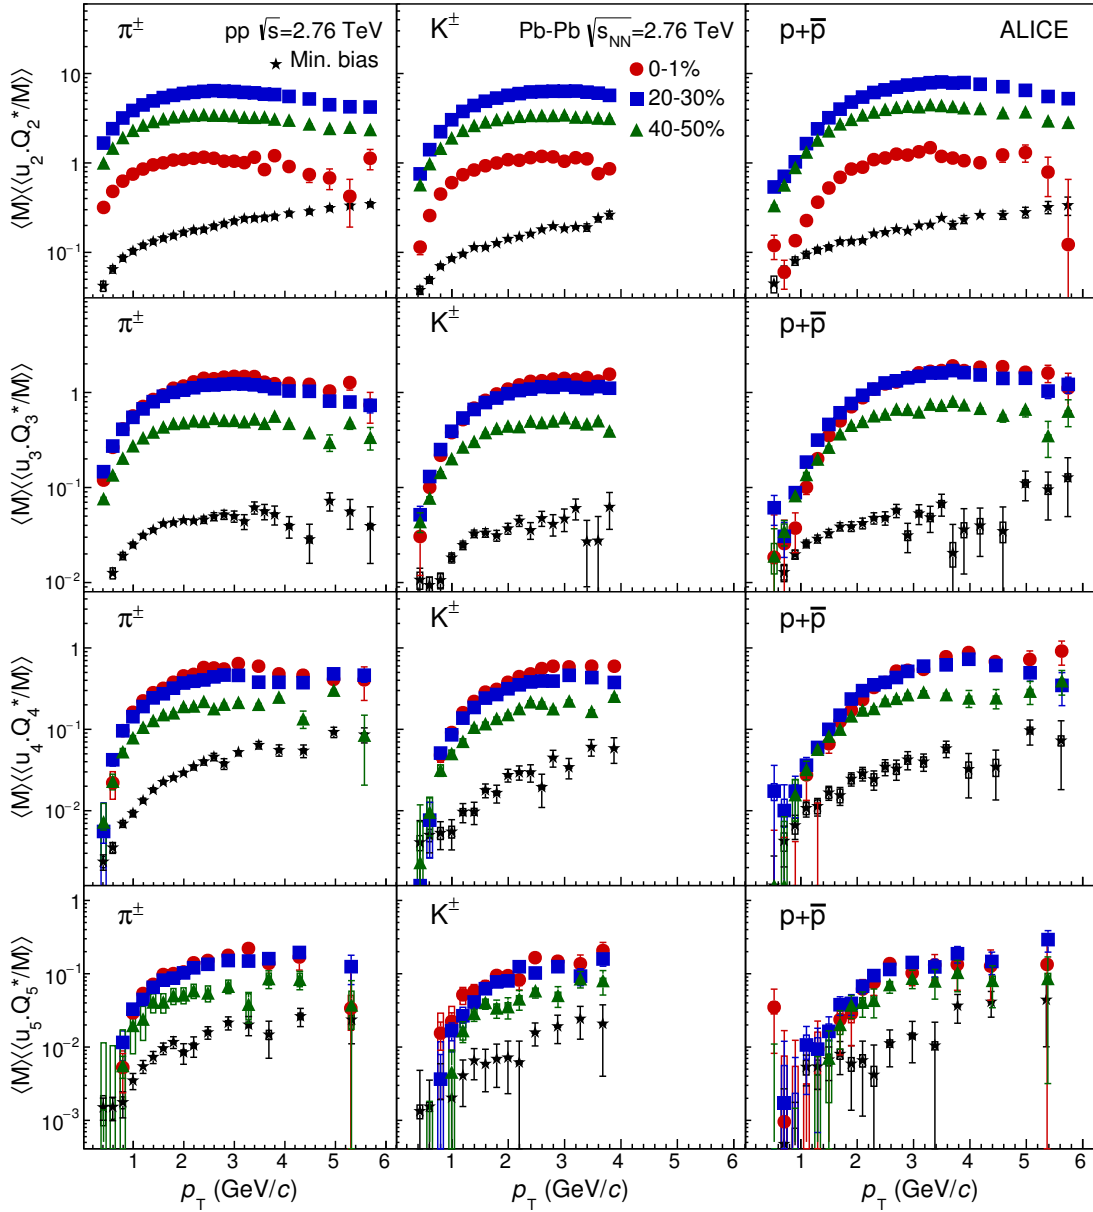 π± pp √s=2.76 TeV K± Pb-Pb √sNN=2.76 TeV p+p̅ ALICE
★ Min. bias
● 0-1%
■ 20-30%
▲ 40-50%
⟨M⟩⟨⟨u2.Q2*/M⟩⟩
10
1
10−1
π± K± p+p̅
⟨M⟩⟨⟨u3.Q3*/M⟩⟩
1
10−1
10−2
π± K± p+p̅
⟨M⟩⟨⟨u4.Q4*/M⟩⟩
1
10−1
10−2
π± K± p+p̅
⟨M⟩⟨⟨u5.Q5*/M⟩⟩
1
10−1
10−2
10−3
1 2 3 4 5 6 1 2 3 4 5 6 1 2 3 4 5 6
pT (GeV/c) pT (GeV/c) pT (GeV/c)